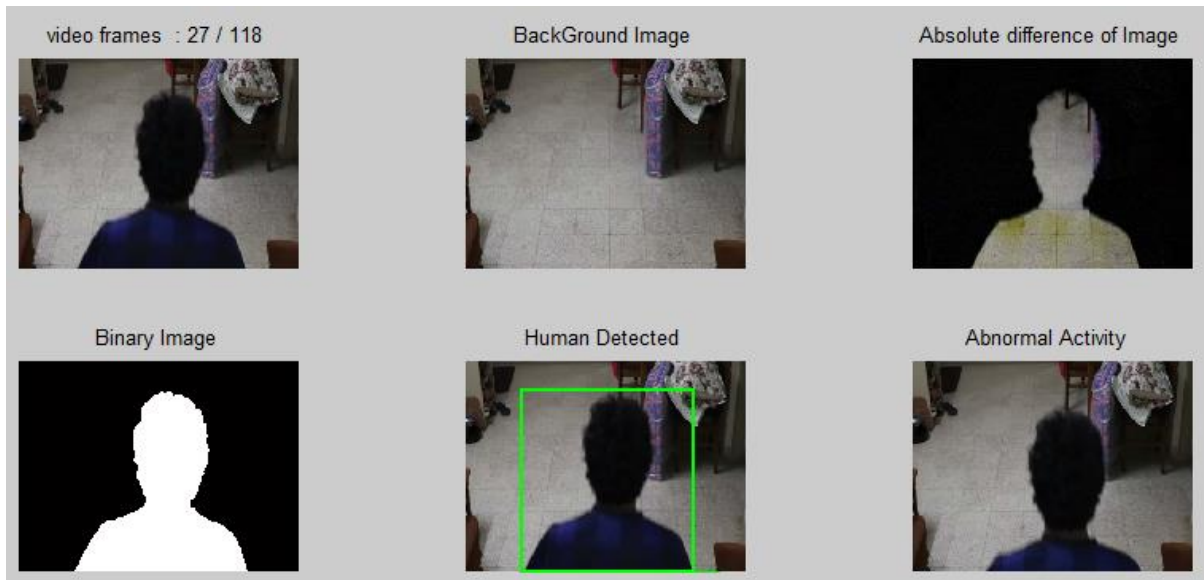 video frames : 27 / 118
BackGround Image
Absolute difference of Image
Binary Image
Human Detected
Abnormal Activity